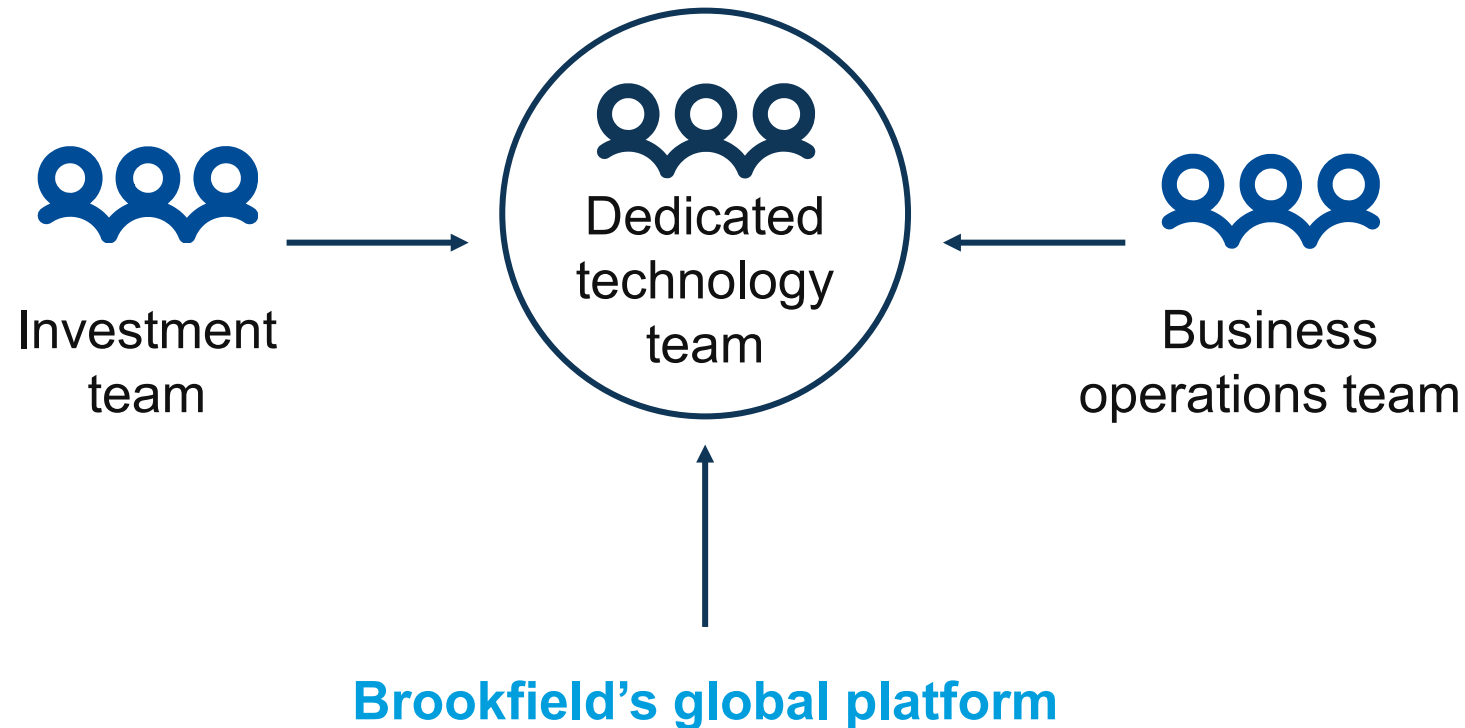 Dedicated
technology
team
Investment
team
Business
operations team
Brookfield’s global platform